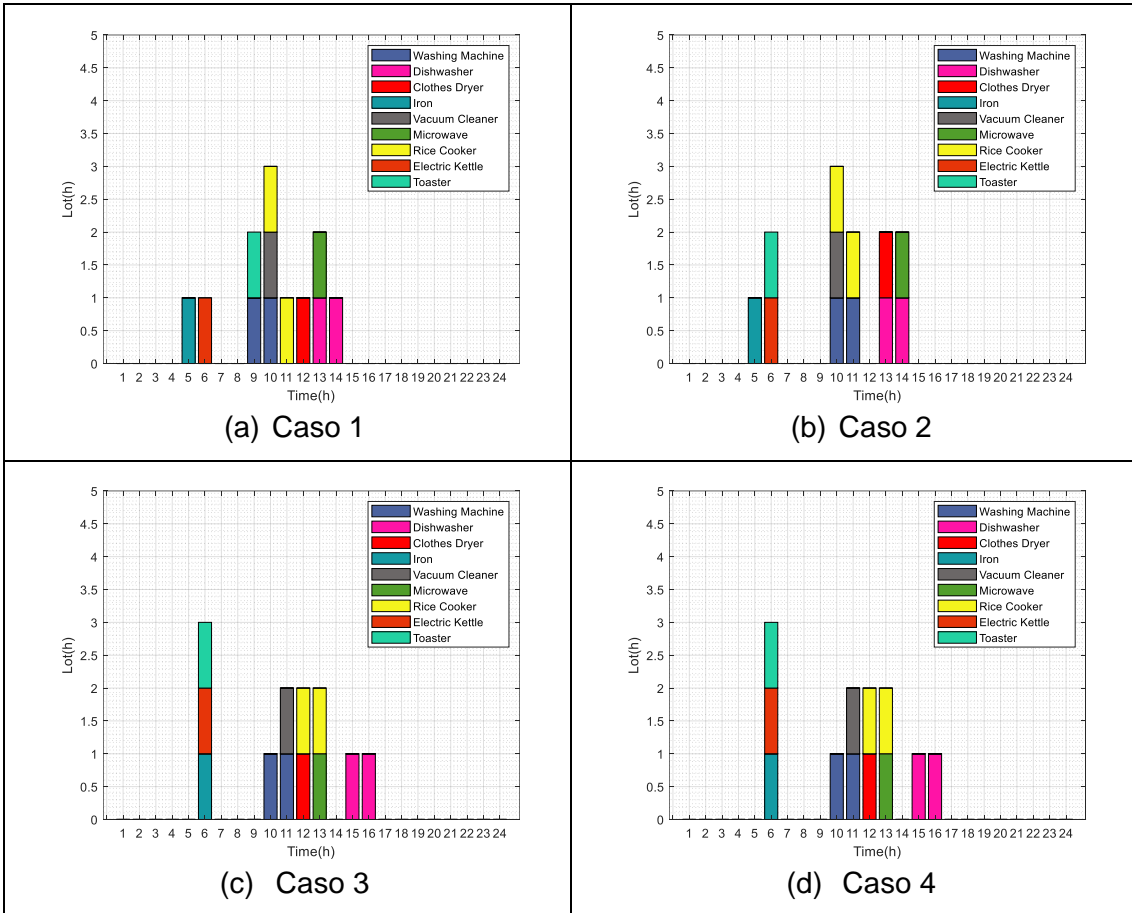 5
4.5
4
3.5
3
2.5
2
1.5
1
0.5
0
Lot(h)
Washing Machine
Dishwasher
Clothes Dryer
Iron
Vacuum Cleaner
Microwave
Rice Cooker
Electric Kettle
Toaster
1 2 3 4 5 6 7 8 9 10 11 12 13 14 15 16 17 18 19 20 21 22 23 24
Time(h)
(a) Caso 1
5
4.5
4
3.5
3
2.5
2
1.5
1
0.5
0
Lot(h)
Washing Machine
Dishwasher
Clothes Dryer
Iron
Vacuum Cleaner
Microwave
Rice Cooker
Electric Kettle
Toaster
1 2 3 4 5 6 7 8 9 10 11 12 13 14 15 16 17 18 19 20 21 22 23 24
Time(h)
(b) Caso 2
5
4.5
4
3.5
3
2.5
2
1.5
1
0.5
0
Lot(h)
Washing Machine
Dishwasher
Clothes Dryer
Iron
Vacuum Cleaner
Microwave
Rice Cooker
Electric Kettle
Toaster
1 2 3 4 5 6 7 8 9 10 11 12 13 14 15 16 17 18 19 20 21 22 23 24
Time(h)
(c) Caso 3
5
4.5
4
3.5
3
2.5
2
1.5
1
0.5
0
Lot(h)
Washing Machine
Dishwasher
Clothes Dryer
Iron
Vacuum Cleaner
Microwave
Rice Cooker
Electric Kettle
Toaster
1 2 3 4 5 6 7 8 9 10 11 12 13 14 15 16 17 18 19 20 21 22 23 24
Time(h)
(d) Caso 4